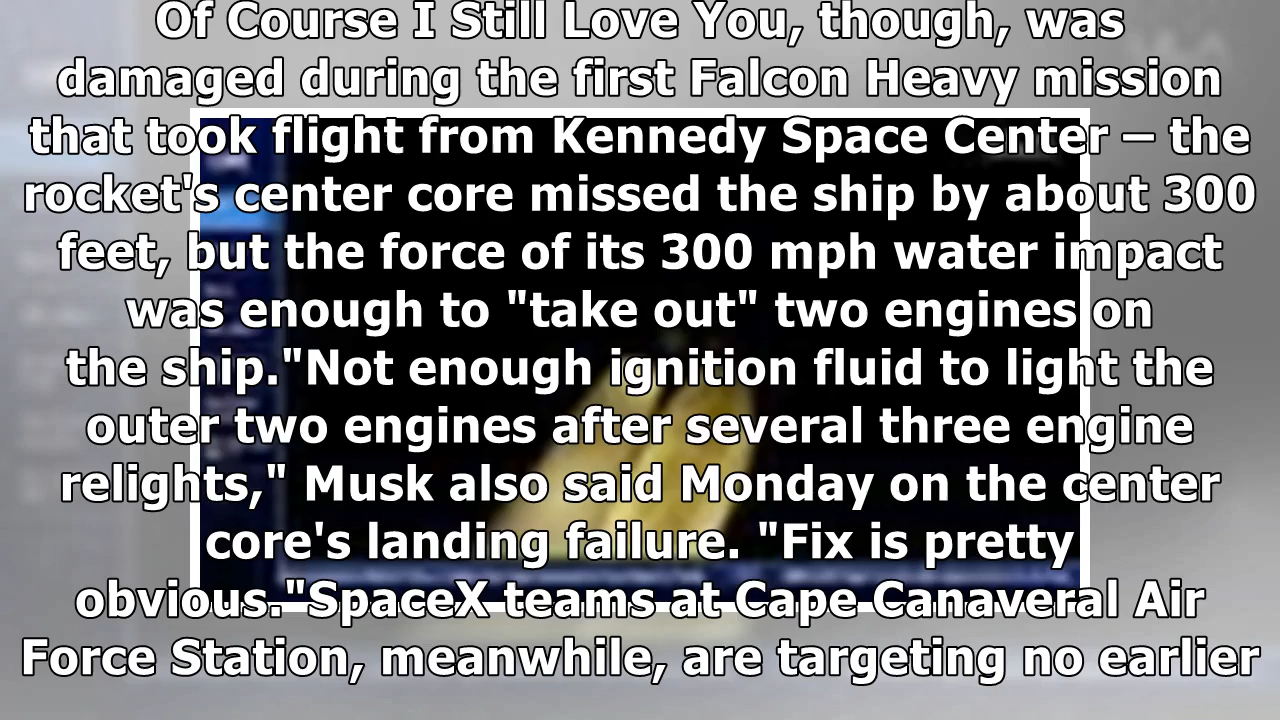 Of Course I Still Love You, though, was
damaged during the first Falcon Heavy mission
that took flight from Kennedy Space Center – the
rocket's center core missed the ship by about 300
feet, but the force of its 300 mph water impact
was enough to "take out" two engines on
the ship."Not enough ignition fluid to light the
outer two engines after several three engine
relights," Musk also said Monday on the center
core's landing failure. "Fix is pretty
obvious."SpaceX teams at Cape Canaveral Air
Force Station, meanwhile, are targeting no earlier